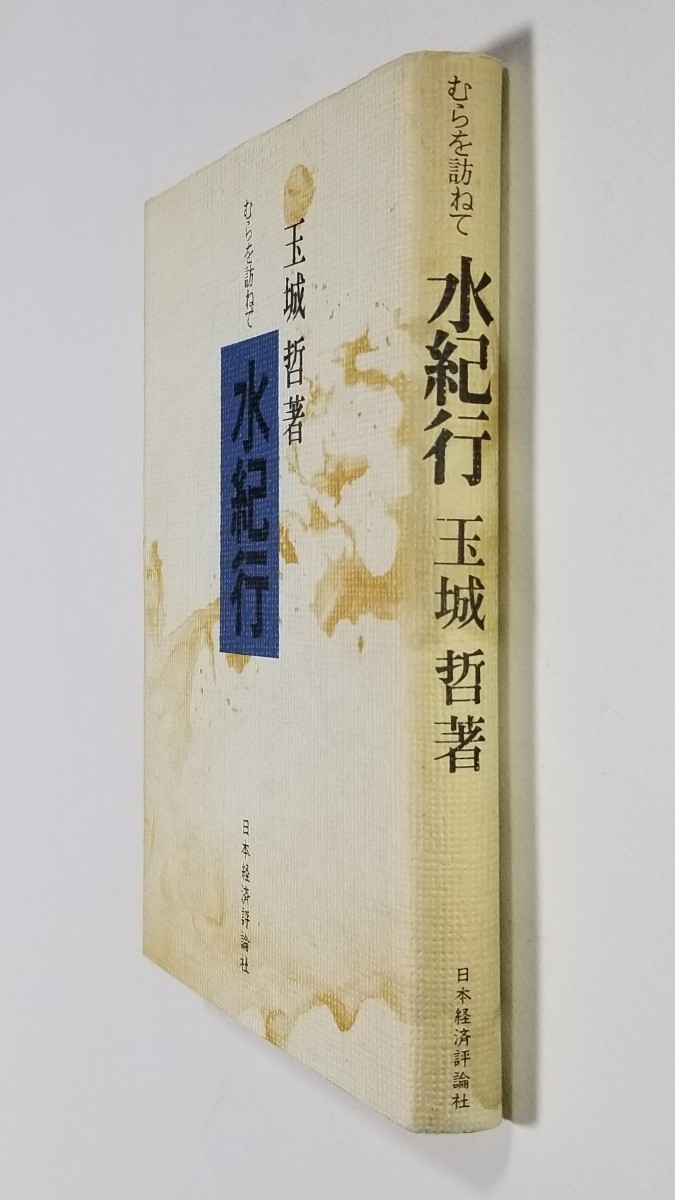 むらを訪ねて
水紀行
玉城 哲著
日本経済評論社
玉城 哲著
むらを訪ねて
水紀行
日本経済評論社